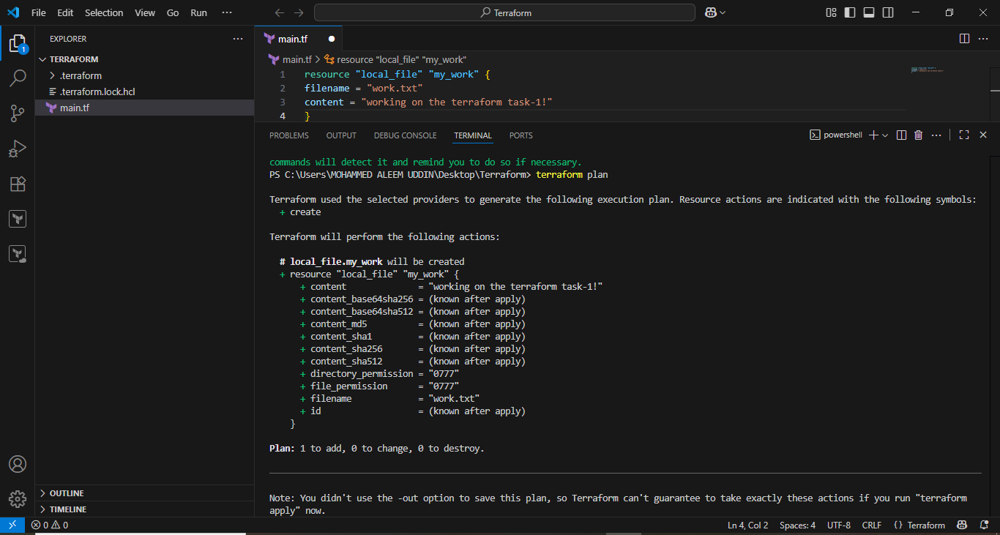 File Edit Selection View Go Run ··· Terraform
EXPLORER ···
TERRAFORM
.terraform
.terraform.lock.hcl
main.tf
OUTLINE
TIMELINE
1
main.tf
main.tf > resource "local_file" "my_work"
1 resource "local_file" "my_work" {
2 filename = "work.txt"
3 content = "working on the terraform task-1!"
4 }
PROBLEMS OUTPUT DEBUG CONSOLE TERMINAL PORTS powershell
commands will detect it and remind you to do so if necessary.
PS C:\Users\MOHAMMED ALEEM UDDIN\Desktop\Terraform> terraform plan
Terraform used the selected providers to generate the following execution plan. Resource actions are indicated with the following symbols:
+ create
Terraform will perform the following actions:
# local_file.my_work will be created
+ resource "local_file" "my_work" {
+ content = "working on the terraform task-1!"
+ content_base64sha256 = (known after apply)
+ content_base64sha512 = (known after apply)
+ content_md5 = (known after apply)
+ content_sha1 = (known after apply)
+ content_sha256 = (known after apply)
+ content_sha512 = (known after apply)
+ directory_permission = "0777"
+ file_permission = "0777"
+ filename = "work.txt"
+ id = (known after apply)
}
Plan: 1 to add, 0 to change, 0 to destroy.
Note: You didn't use the -out option to save this plan, so Terraform can't guarantee to take exactly these actions if you run "terraform
apply" now.
0 0 Ln 4, Col 2 Spaces: 4 UTF-8 CRLF {} Terraform